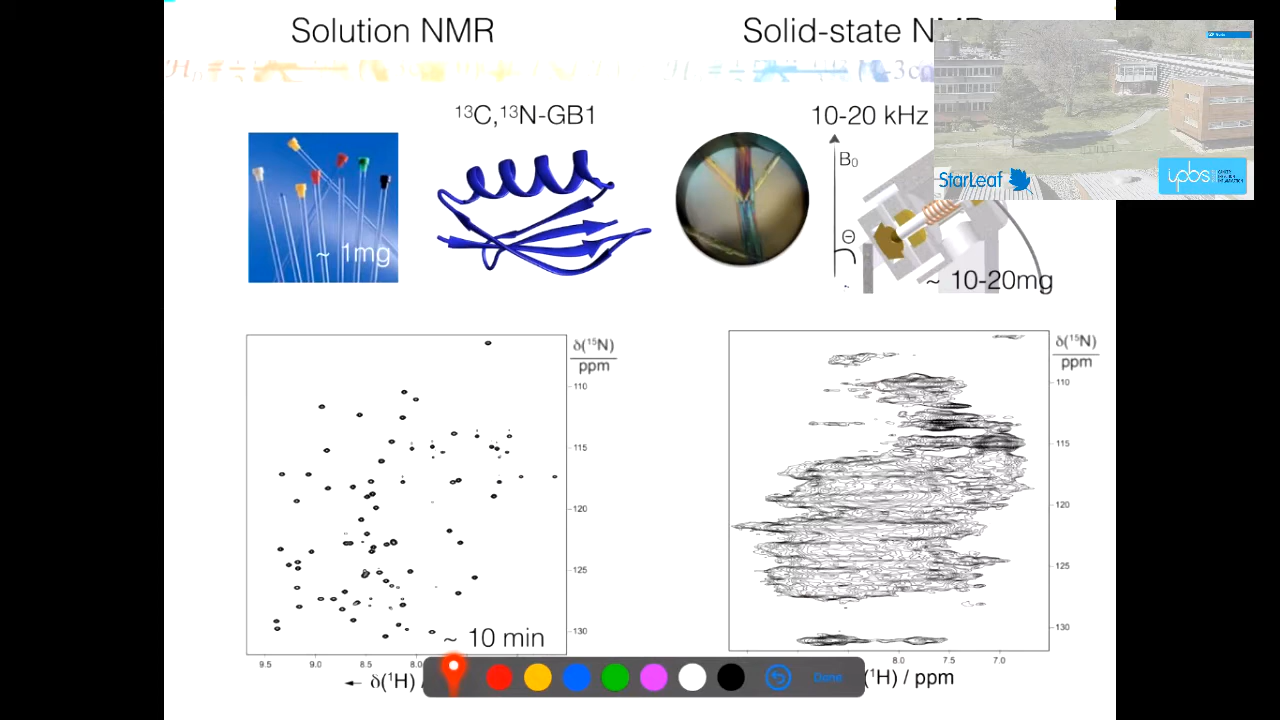 Solution NMR
Solid-state NMR
¹³C,¹³N-GB1
10-20 kHz
B₀
Θ
~ 1mg
~ 10-20mg
StarLeaf
ipbs
δ(¹⁵N)
ppm
110
115
120
125
130
~ 10 min
9.5 9.0 8.5 8.0
← δ(¹H) /
δ(¹⁵N)
ppm
110
115
120
125
130
8.0 7.5 7.0
(¹H) / ppm
Done